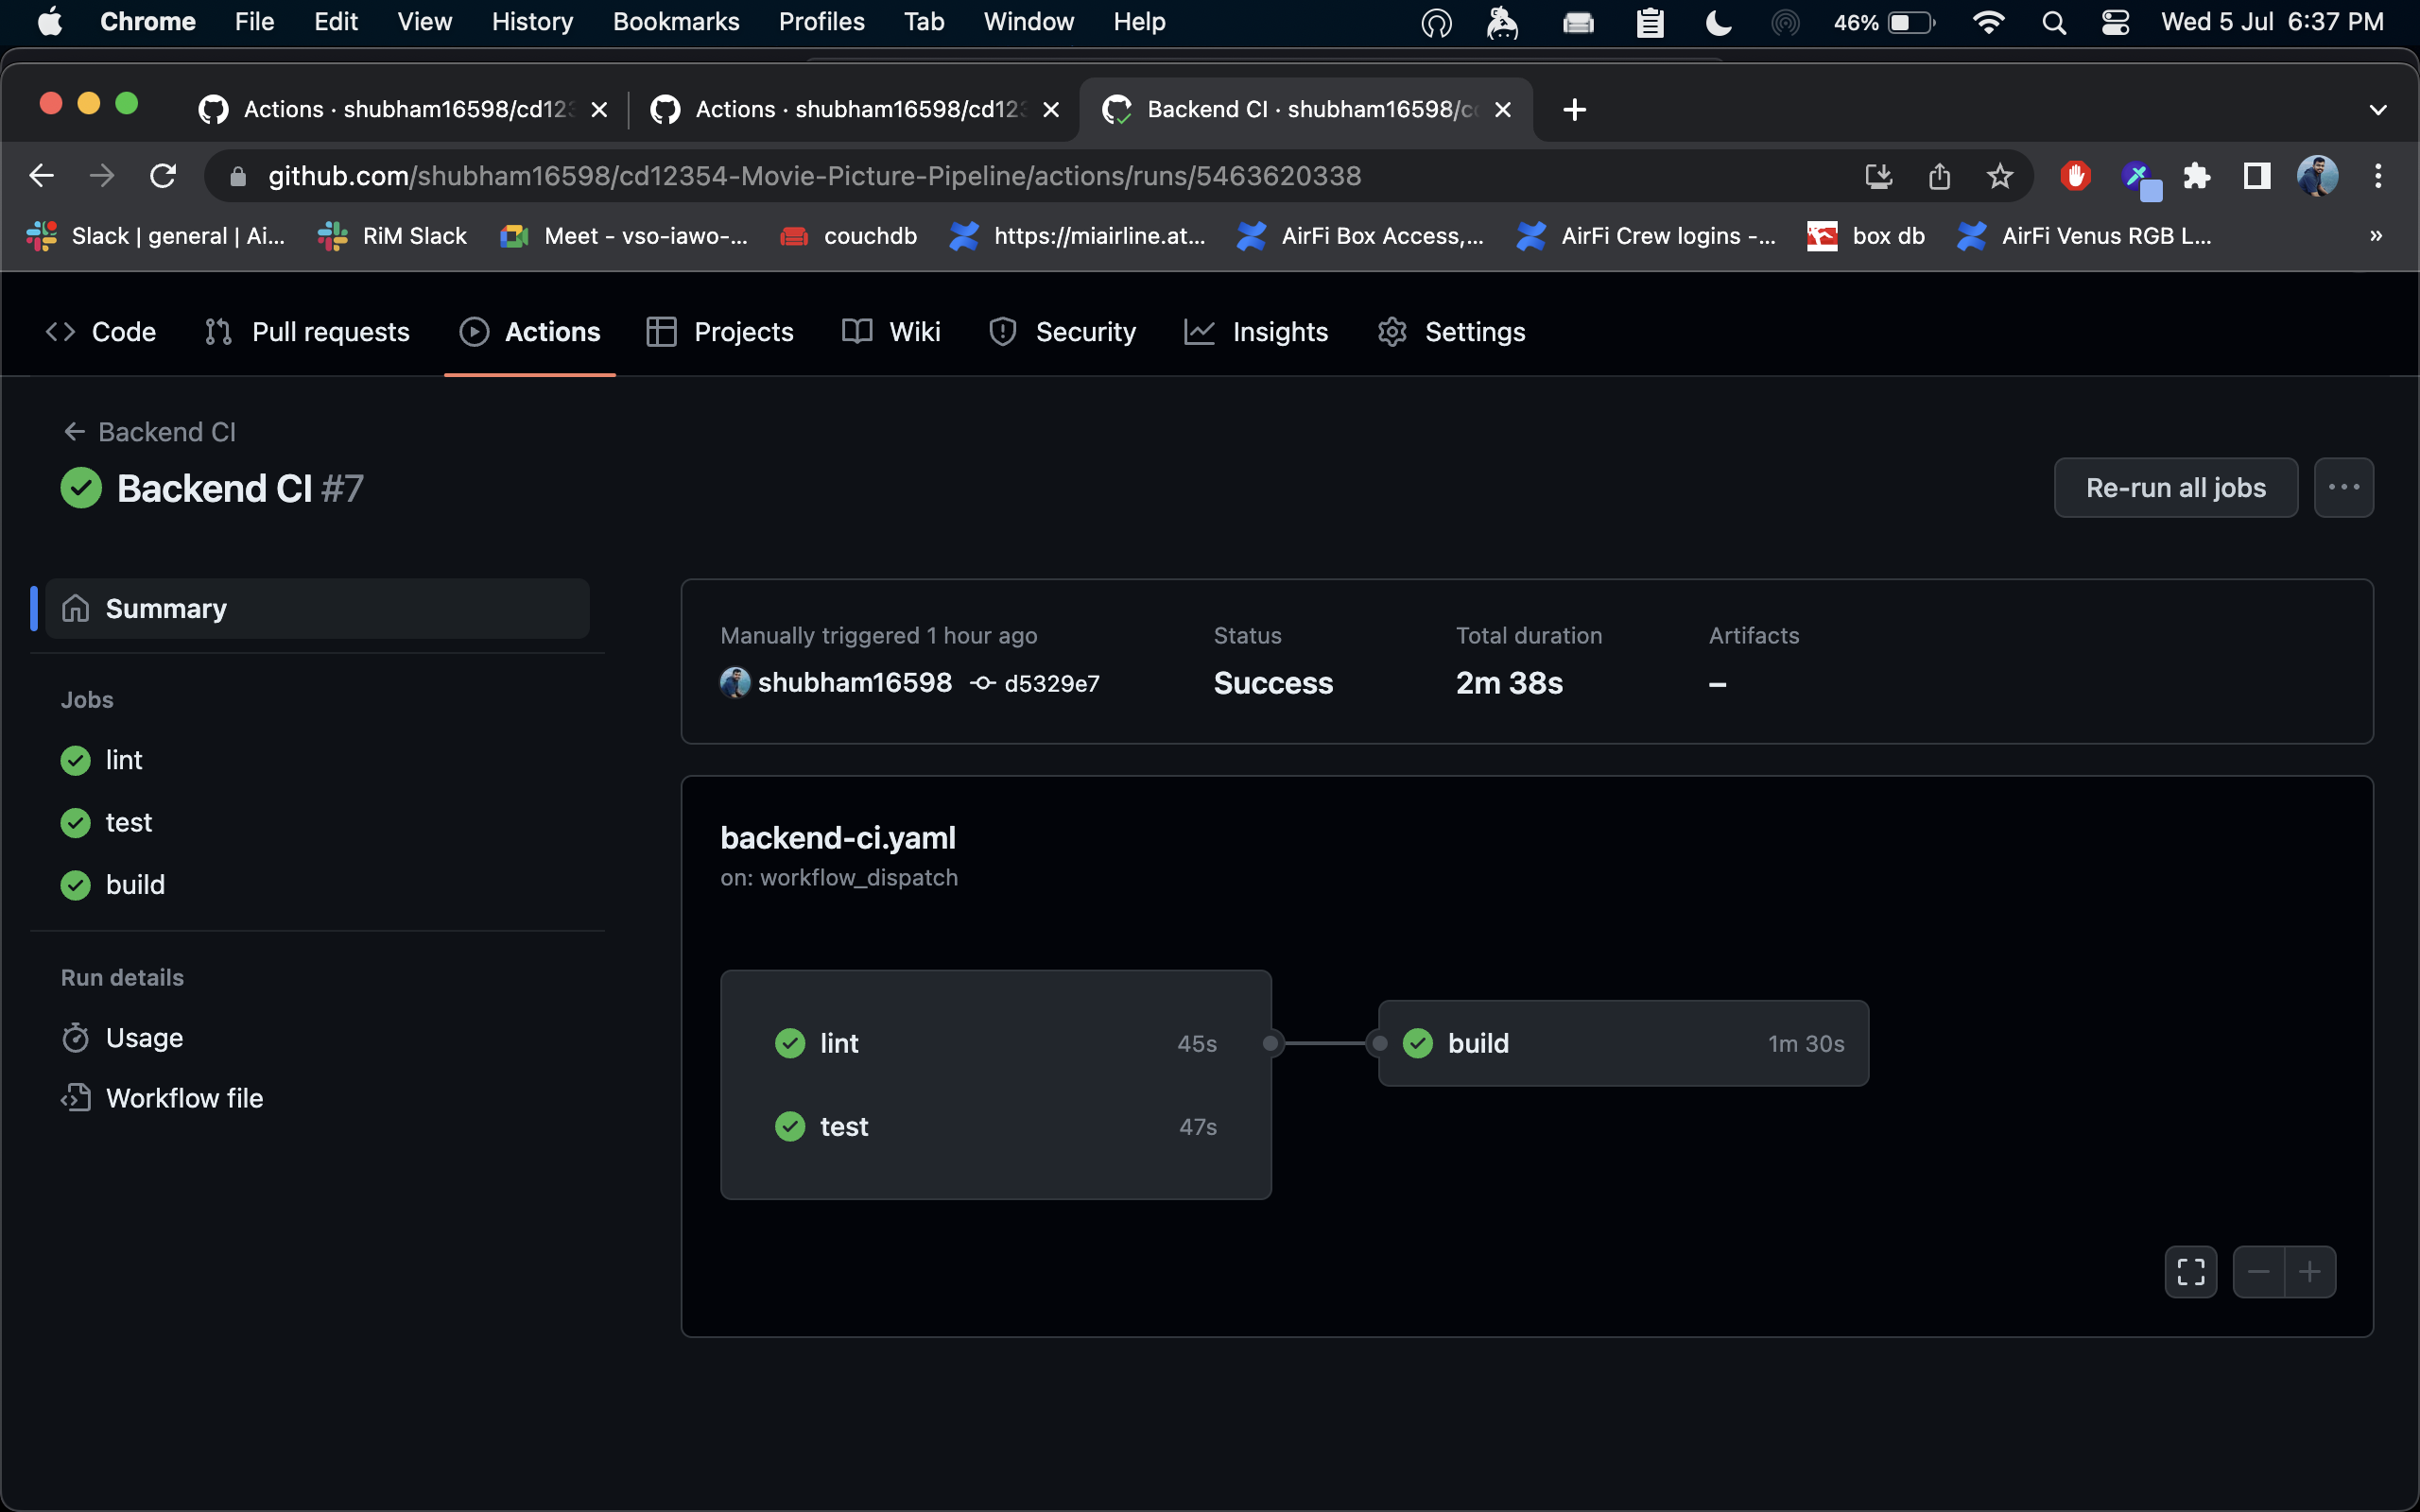 Chrome File Edit View History Bookmarks Profiles Tab Window Help 46% Wed 5 Jul 6:37 PM
Actions · shubham16598/cd123 Actions · shubham16598/cd123 Backend CI · shubham16598/cd
github.com/shubham16598/cd12354-Movie-Picture-Pipeline/actions/runs/5463620338
Slack | general | Ai... RiM Slack Meet - vso-iawo-... couchdb https://miairline.at... AirFi Box Access,... AirFi Crew logins -... box db AirFi Venus RGB L... »
Code Pull requests Actions Projects Wiki Security Insights Settings
Backend CI
Backend CI #7
Re-run all jobs
Summary
Jobs
lint
test
build
Run details
Usage
Workflow file
Manually triggered 1 hour ago
shubham16598 d5329e7
Status
Success
Total duration
2m 38s
Artifacts
–
backend-ci.yaml
on: workflow_dispatch
lint 45s
test 47s
build 1m 30s